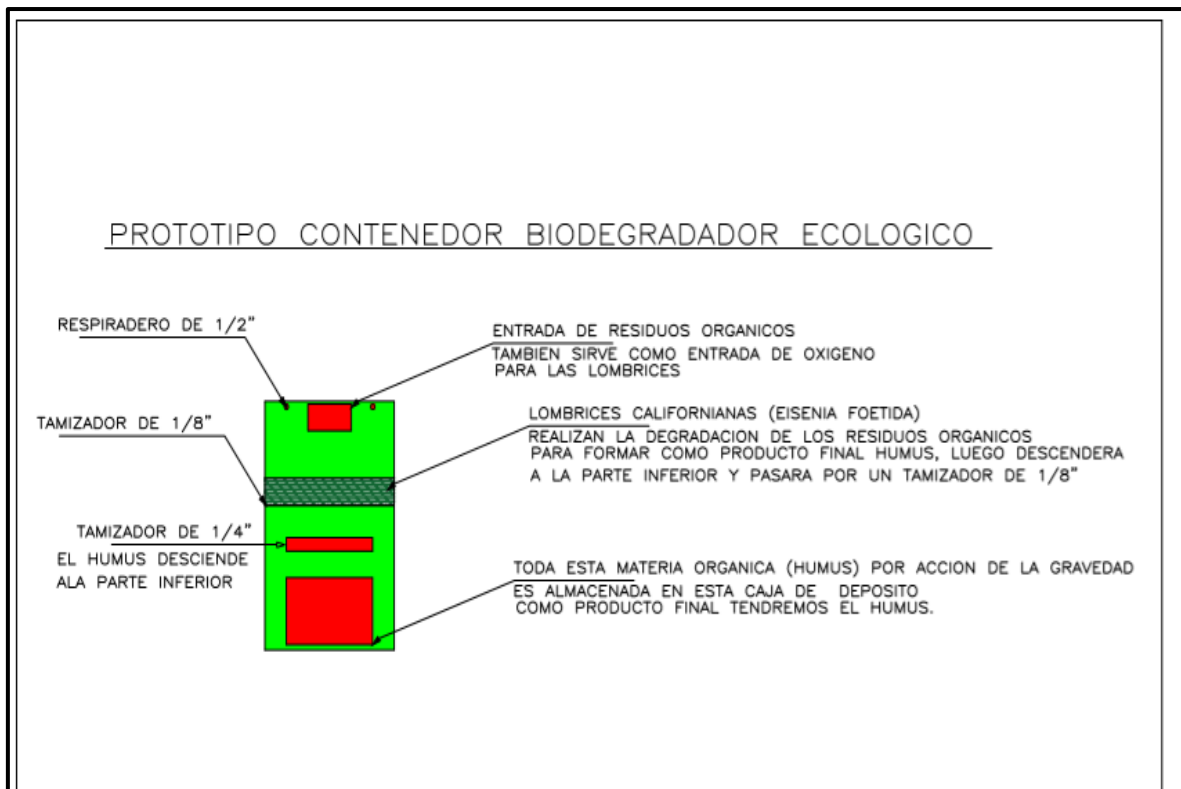 PROTOTIPO CONTENEDOR BIODEGRADADOR ECOLOGICO
RESPIRADERO DE 1/2"
TAMIZADOR DE 1/8"
TAMIZADOR DE 1/4"
EL HUMUS DESCIENDE
ALA PARTE INFERIOR
ENTRADA DE RESIDUOS ORGANICOS
TAMBIEN SIRVE COMO ENTRADA DE OXIGENO
PARA LAS LOMBRICES
LOMBRICES CALIFORNIANAS (EISENIA FOETIDA)
REALIZAN LA DEGRADACION DE LOS RESIDUOS ORGANICOS
PARA FORMAR COMO PRODUCTO FINAL HUMUS, LUEGO DESCENDERA
A LA PARTE INFERIOR Y PASARA POR UN TAMIZADOR DE 1/8"
TODA ESTA MATERIA ORGANICA (HUMUS) POR ACCION DE LA GRAVEDAD
ES ALMACENADA EN ESTA CAJA DE DEPOSITO
COMO PRODUCTO FINAL TENDREMOS EL HUMUS.